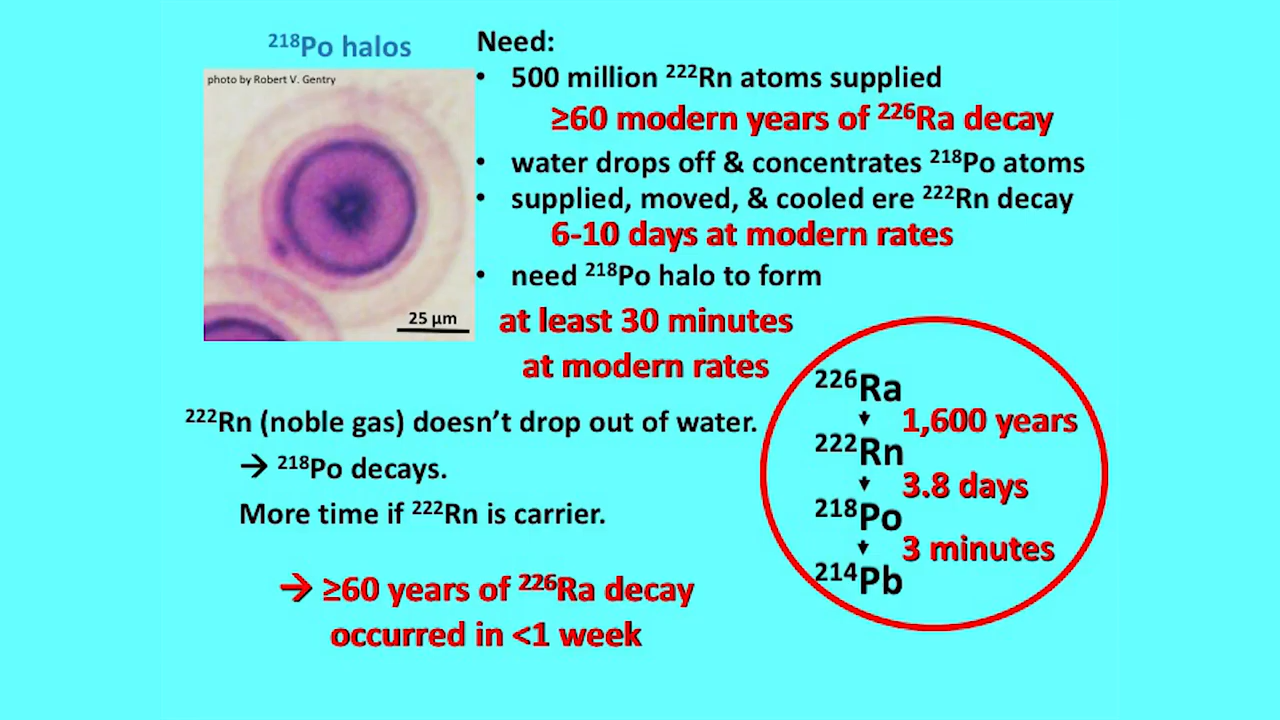 ²¹⁸Po halos
photo by Robert V. Gentry
25 µm
Need:
• 500 million ²²²Rn atoms supplied
≥60 modern years of ²²⁶Ra decay
• water drops off & concentrates ²¹⁸Po atoms
• supplied, moved, & cooled ere ²²²Rn decay
6-10 days at modern rates
• need ²¹⁸Po halo to form
at least 30 minutes
at modern rates
²²²Rn (noble gas) doesn’t drop out of water.
→ ²¹⁸Po decays.
More time if ²²²Rn is carrier.
→ ≥60 years of ²²⁶Ra decay
occurred in <1 week
²²⁶Ra
1,600 years
²²²Rn
3.8 days
²¹⁸Po
3 minutes
²¹⁴Pb